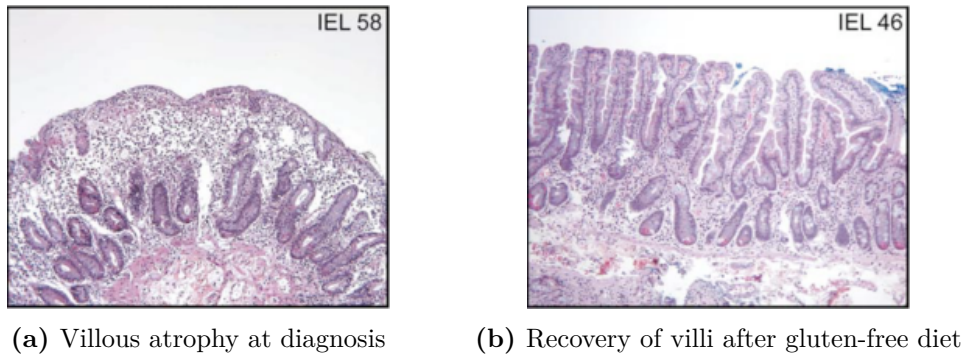 IEL 58
IEL 46
(a) Villous atrophy at diagnosis
(b) Recovery of villi after gluten-free diet